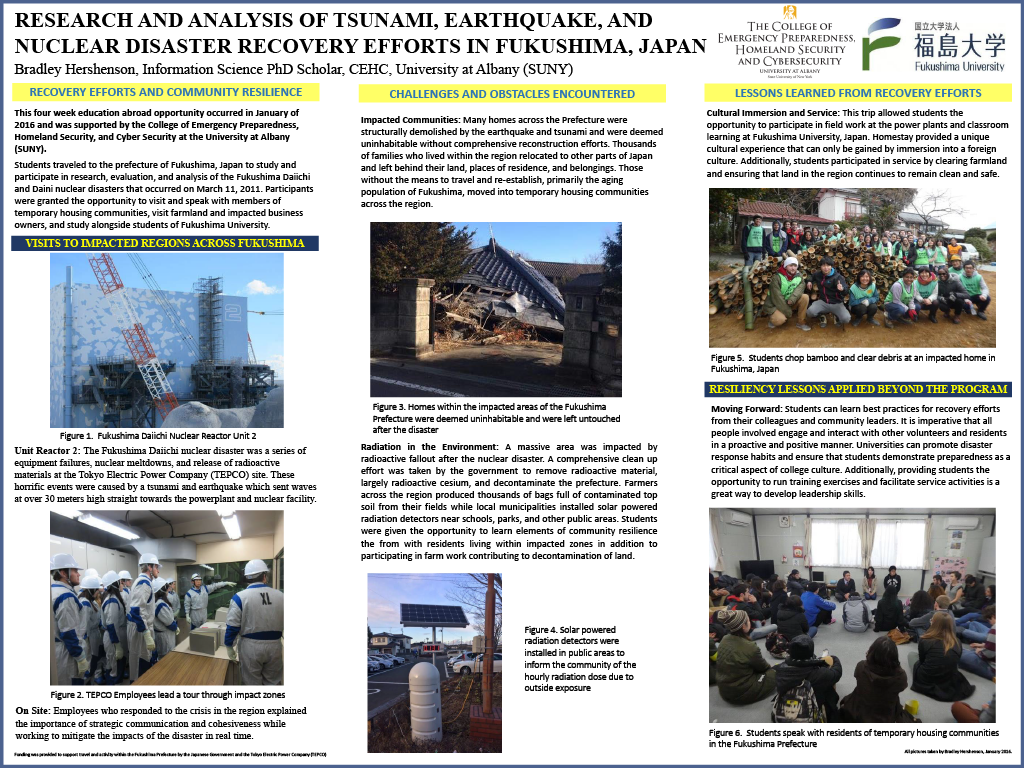 RESEARCH AND ANALYSIS OF TSUNAMI, EARTHQUAKE, AND
NUCLEAR DISASTER RECOVERY EFFORTS IN FUKUSHIMA, JAPAN
Bradley Hershenson, Information Science PhD Scholar, CEHC, University at Albany (SUNY)
THE COLLEGE OF
EMERGENCY PREPAREDNESS,
HOMELAND SECURITY
AND CYBERSECURITY
UNIVERSITY AT ALBANY
State University of New York
国立大学法人
福島大学
Fukushima University
RECOVERY EFFORTS AND COMMUNITY RESILIENCE
This four week education abroad opportunity occurred in January of
2016 and was supported by the College of Emergency Preparedness,
Homeland Security, and Cyber Security at the University at Albany
(SUNY).
Students traveled to the prefecture of Fukushima, Japan to study and
participate in research, evaluation, and analysis of the Fukushima Daiichi
and Daini nuclear disasters that occurred on March 11, 2011. Participants
were granted the opportunity to visit and speak with members of
temporary housing communities, visit farmland and impacted business
owners, and study alongside students of Fukushima University.
VISITS TO IMPACTED REGIONS ACROSS FUKUSHIMA
2
Figure 1. Fukushima Daiichi Nuclear Reactor Unit 2
Unit Reactor 2: The Fukushima Daiichi nuclear disaster was a series of
equipment failures, nuclear meltdowns, and release of radioactive
materials at the Tokyo Electric Power Company (TEPCO) site. These
horrific events were caused by a tsunami and earthquake which sent waves
at over 30 meters high straight towards the powerplant and nuclear facility.
XL
Figure 2. TEPCO Employees lead a tour through impact zones
On Site: Employees who responded to the crisis in the region explained
the importance of strategic communication and cohesiveness while
working to mitigate the impacts of the disaster in real time.
Funding was provided to support travel and activity within the Fukushima Prefecture by the Japanese Government and the Tokyo Electric Power Company (TEPCO).
CHALLENGES AND OBSTACLES ENCOUNTERED
Impacted Communities: Many homes across the Prefecture were
structurally demolished by the earthquake and tsunami and were deemed
uninhabitable without comprehensive reconstruction efforts. Thousands
of families who lived within the region relocated to other parts of Japan
and left behind their land, places of residence, and belongings. Those
without the means to travel and re-establish, primarily the aging
population of Fukushima, moved into temporary housing communities
across the region.
Figure 3. Homes within the impacted areas of the Fukushima
Prefecture were deemed uninhabitable and were left untouched
after the disaster
Radiation in the Environment: A massive area was impacted by
radioactive fallout after the nuclear disaster. A comprehensive clean up
effort was taken by the government to remove radioactive material,
largely radioactive cesium, and decontaminate the prefecture. Farmers
across the region produced thousands of bags full of contaminated top
soil from their fields while local municipalities installed solar powered
radiation detectors near schools, parks, and other public areas. Students
were given the opportunity to learn elements of community resilience
the from with residents living within impacted zones in addition to
participating in farm work contributing to decontamination of land.
Figure 4. Solar powered
radiation detectors were
installed in public areas to
inform the community of the
hourly radiation dose due to
outside exposure
LESSONS LEARNED FROM RECOVERY EFFORTS
Cultural Immersion and Service: This trip allowed students the
opportunity to participate in field work at the power plants and classroom
learning at Fukushima University, Japan. Homestay provided a unique
cultural experience that can only be gained by immersion into a foreign
culture. Additionally, students participated in service by clearing farmland
and ensuring that land in the region continues to remain clean and safe.
Figure 5. Students chop bamboo and clear debris at an impacted home in
Fukushima, Japan
RESILIENCY LESSONS APPLIED BEYOND THE PROGRAM
Moving Forward: Students can learn best practices for recovery efforts
from their colleagues and community leaders. It is imperative that all
people involved engage and interact with other volunteers and residents
in a proactive and positive manner. Universities can promote disaster
response habits and ensure that students demonstrate preparedness as a
critical aspect of college culture. Additionally, providing students the
opportunity to run training exercises and facilitate service activities is a
great way to develop leadership skills.
Figure 6. Students speak with residents of temporary housing communities
in the Fukushima Prefecture
All pictures taken by Bradley Hershenson, January 2016.